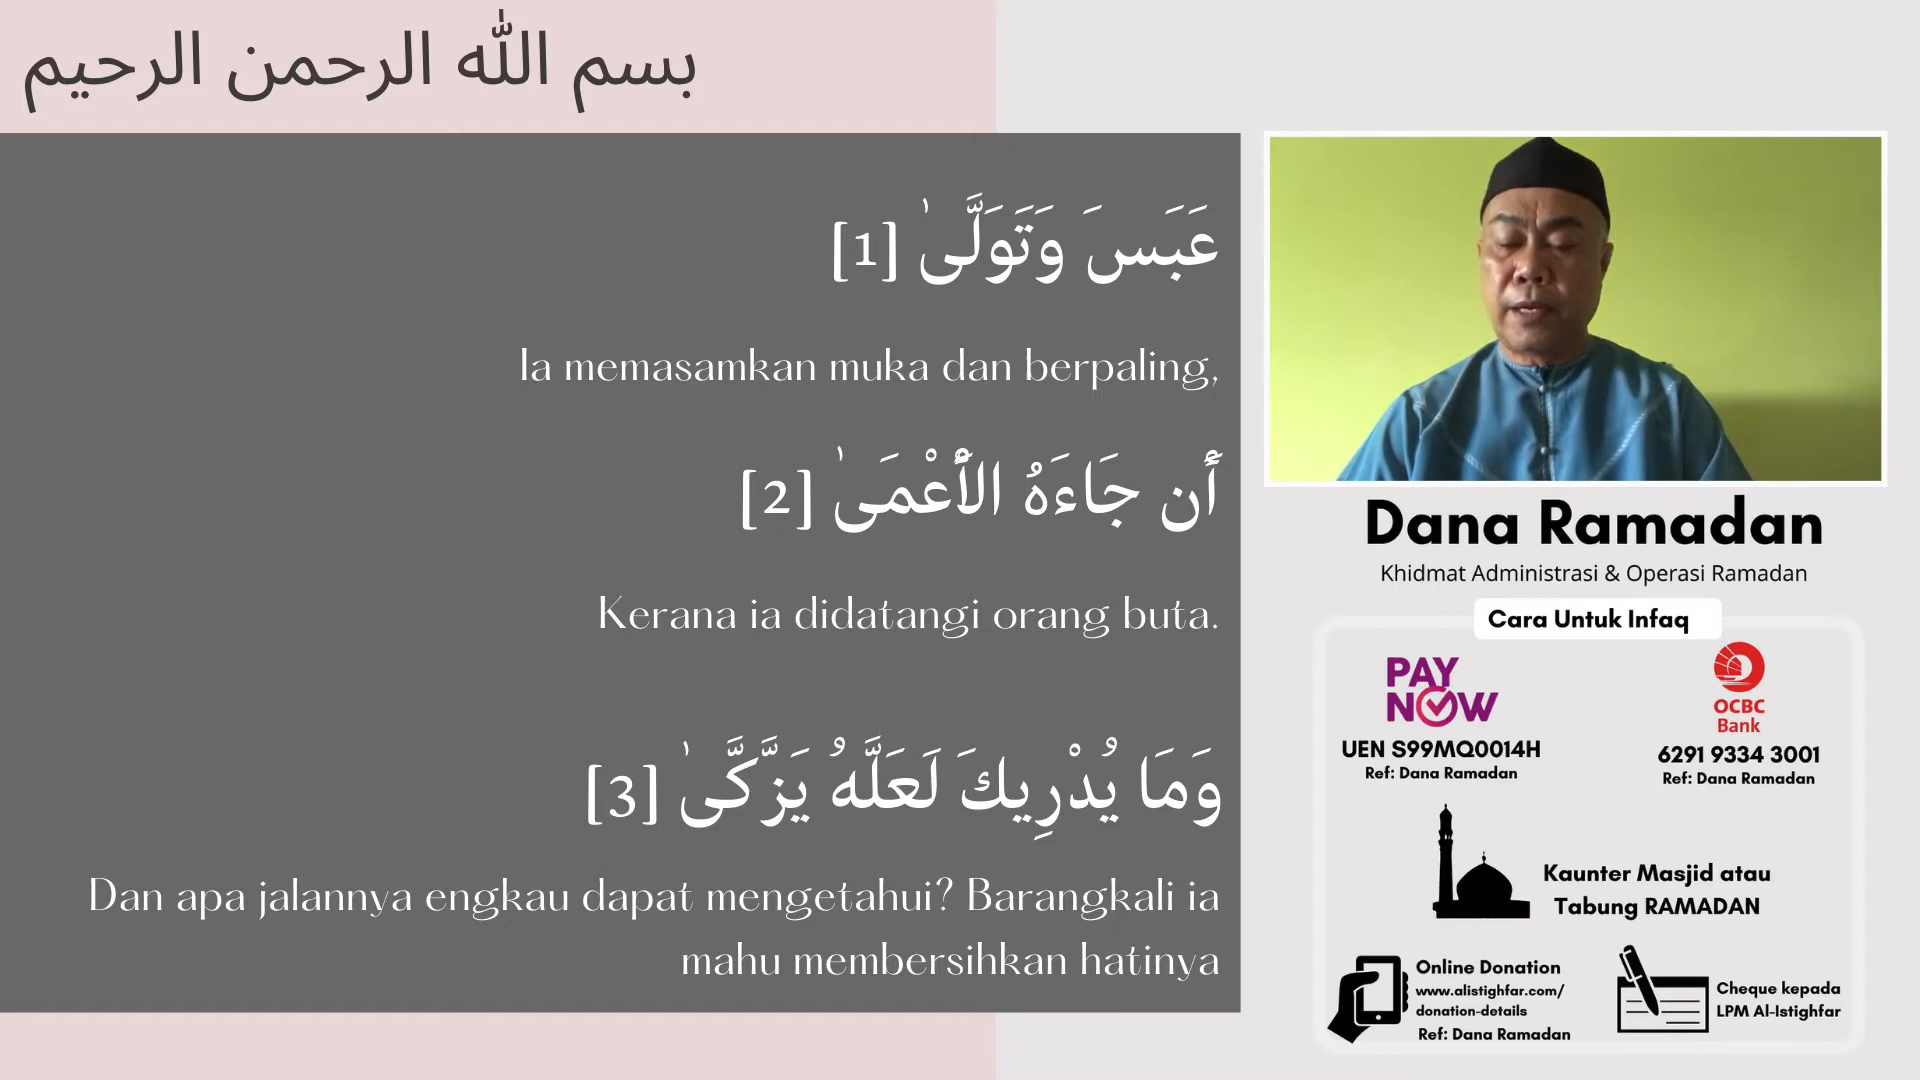 بسم الله الرحمن الرحيم
عَبَسَ وَتَوَلَّىٰ [1]
Ia memasamkan muka dan berpaling,
أَن جَاءَهُ الْأَعْمَىٰ [2]
Kerana ia didatangi orang buta.
وَمَا يُدْرِيكَ لَعَلَّهُ يَزَّكَّىٰ [3]
Dan apa jalannya engkau dapat mengetahui? Barangkali ia
mahu membersihkan hatinya
Dana Ramadan
Khidmat Administrasi & Operasi Ramadan
Cara Untuk Infaq
PAY
NOW
UEN S99MQ0014H
Ref: Dana Ramadan
OCBC
Bank
6291 9334 3001
Ref: Dana Ramadan
Kaunter Masjid atau
Tabung RAMADAN
Online Donation
www.alistighfar.com/
donation-details
Ref: Dana Ramadan
Cheque kepada
LPM Al-Istighfar